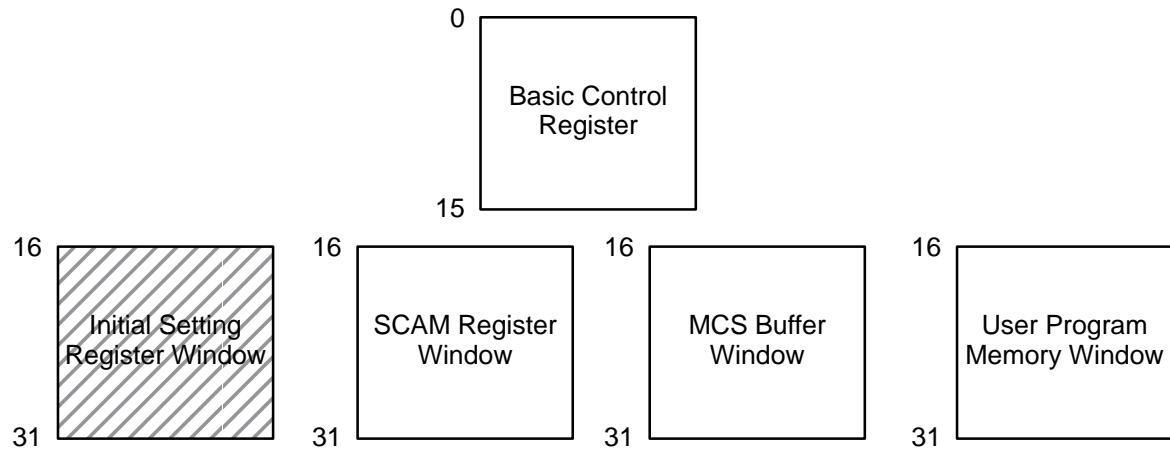 0
Basic Control
Register
15
16
Initial Setting
Register Window
31
16
SCAM Register
Window
31
16
MCS Buffer
Window
31
16
User Program
Memory Window
31